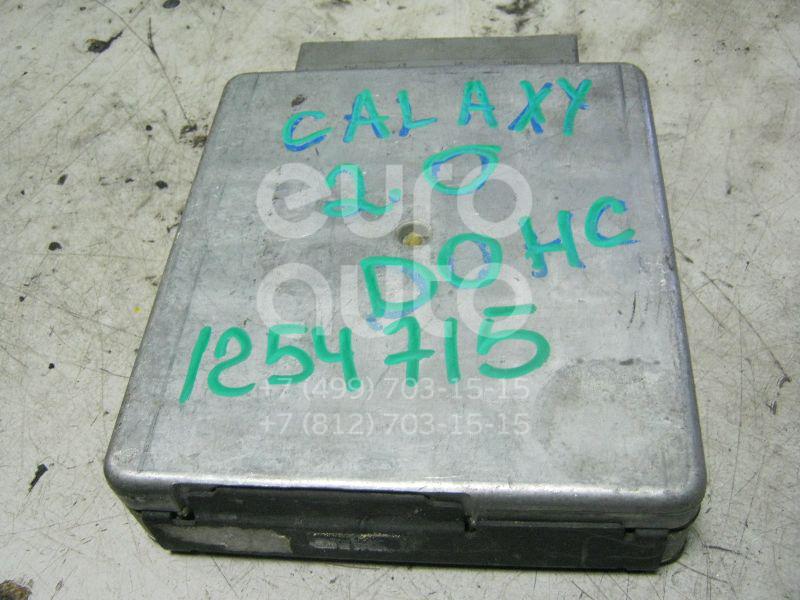 CALAXY
2.0
DOHC
1254715
euro
auto
+7 (499) 703-15-15
+7 (812) 703-15-15